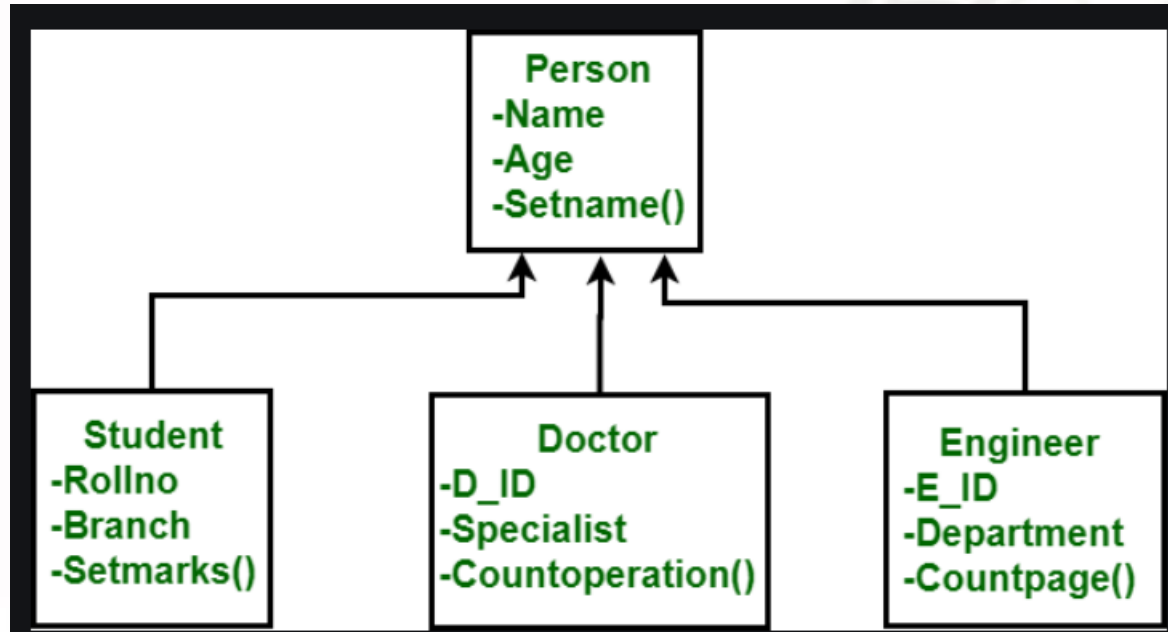 Person
-Name
-Age
-Setname()
Student
-Rollno
-Branch
-Setmarks()
Doctor
-D_ID
-Specialist
-Countoperation()
Engineer
-E_ID
-Department
-Countpage()